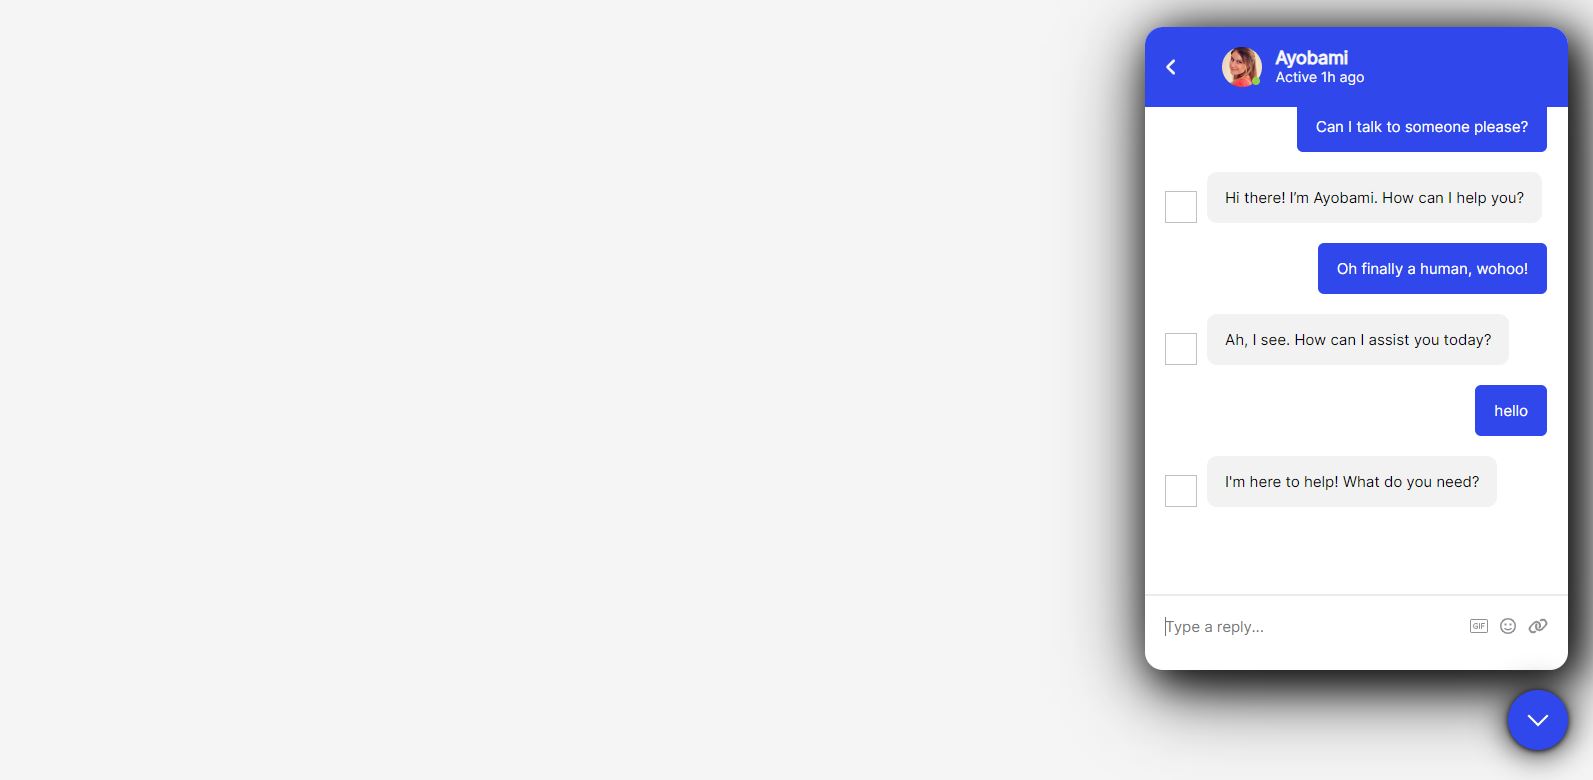 Ayobami
Active 1h ago
Can I talk to someone please?
Hi there! I’m Ayobami. How can I help you?
Oh finally a human, wohoo!
Ah, I see. How can I assist you today?
hello
I'm here to help! What do you need?
Type a reply...
GIF